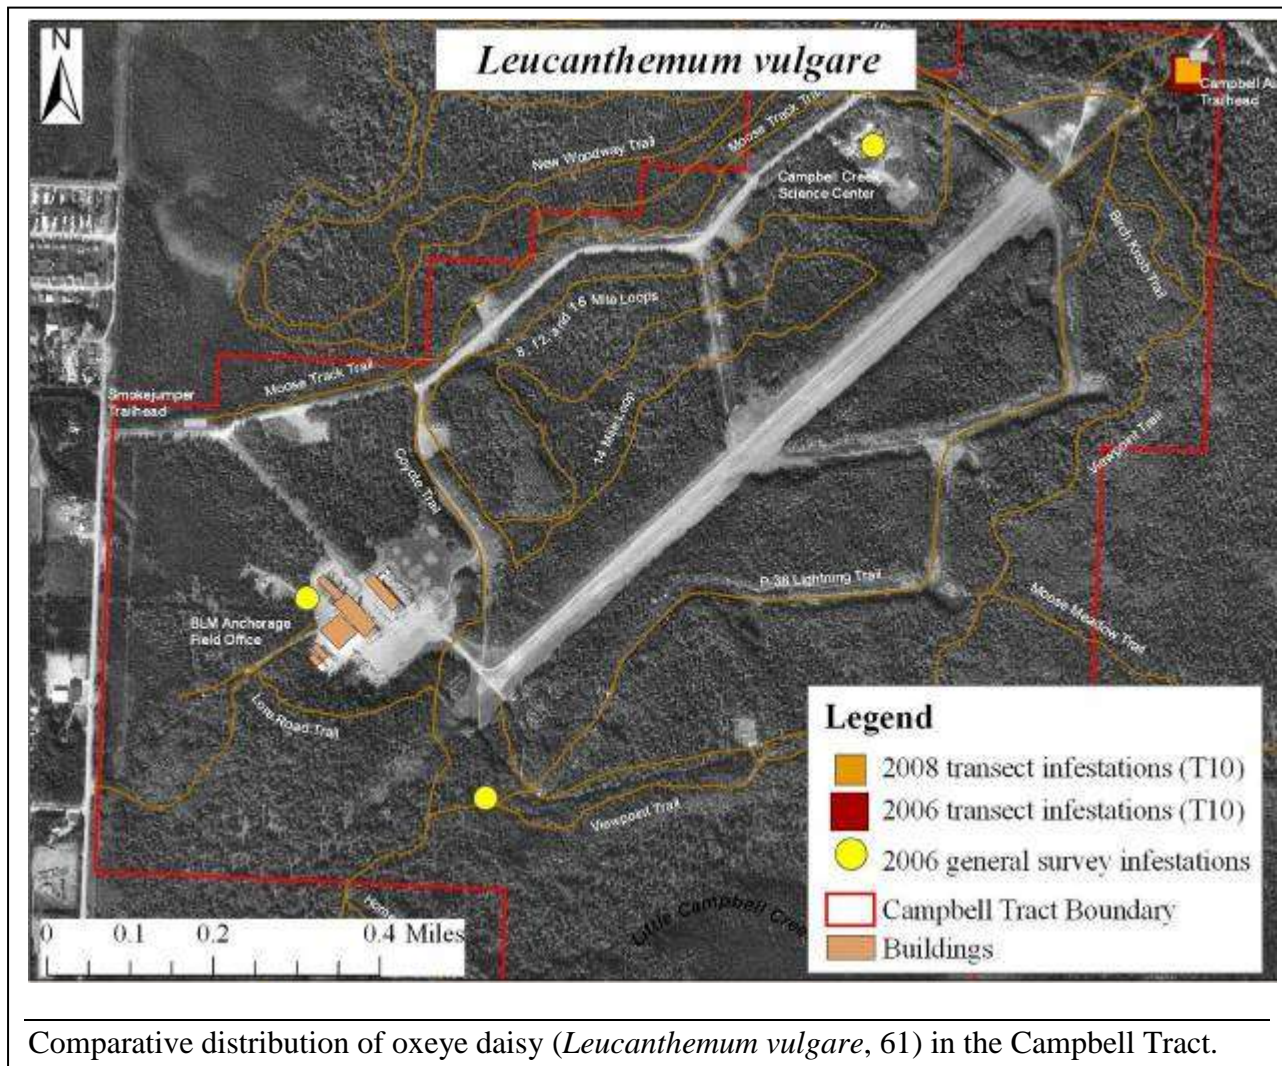 N
Leucanthemum vulgare
Campbell
Trailhead
New Woodway Trail
Moose Track
Campbell Creek
Science Center
Birch Knob Trail
8, 12, and 16 Mile Loops
Moose Track Trail
Smokejumper
Trailhead
14 Mile Loop
Coyote Trail
Viewpoint Trail
P-38 Lightning Trail
Moose Meadow Trail
BLM Anchorage
Field Office
Lore Road Trail
Viewpoint Trail
Little Campbell
Legend
2008 transect infestations (T10)
2006 transect infestations (T10)
2006 general survey infestations
Campbell Tract Boundary
Buildings
0 0.1 0.2 0.4 Miles
Comparative distribution of oxeye daisy (Leucanthemum vulgare, 61) in the Campbell Tract.